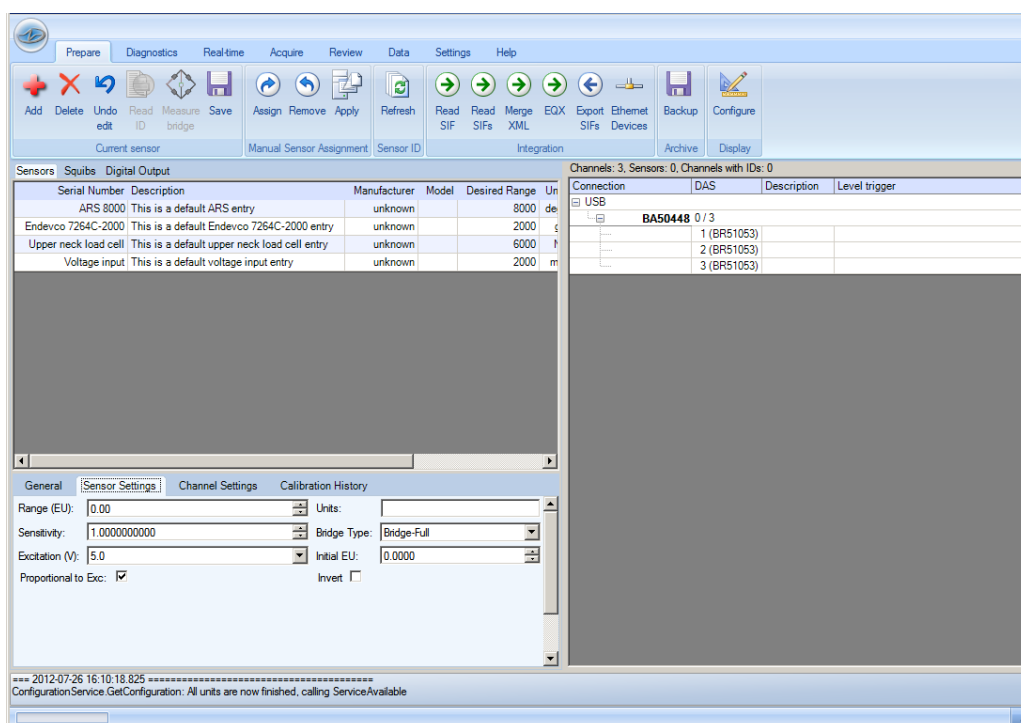 Prepare Diagnostics Real-time Acquire Review Data Settings Help
Add Delete Undo edit Read ID Measure bridge Save Assign Remove Apply Refresh Read SIF Read SIFs Merge XML EQX Export SIFs Ethernet Devices Backup Configure
Current sensor Manual Sensor Assignment Sensor ID Integration Archive Display
Sensors Squibs Digital Output
Serial Number Description Manufacturer Model Desired Range Un
ARS 8000 This is a default ARS entry unknown 8000 de
Endevco 7264C-2000 This is a default Endevco 7264C-2000 entry unknown 2000 g
Upper neck load cell This is a default upper neck load cell entry unknown 6000 N
Voltage input This is a default voltage input entry unknown 2000 m
Channels: 3, Sensors: 0, Channels with IDs: 0
Connection DAS Description Level trigger
USB
BA50448 0 / 3
1 (BR51053)
2 (BR51053)
3 (BR51053)
General Sensor Settings Channel Settings Calibration History
Range (EU): 0.00 Units:
Sensitivity: 1.0000000000 Bridge Type: Bridge-Full
Excitation (V): 5.0 Initial EU: 0.0000
Proportional to Exc: Invert
=== 2012-07-26 16:10:18.825 ========================================
ConfigurationService.GetConfiguration: All units are now finished, calling ServiceAvailable